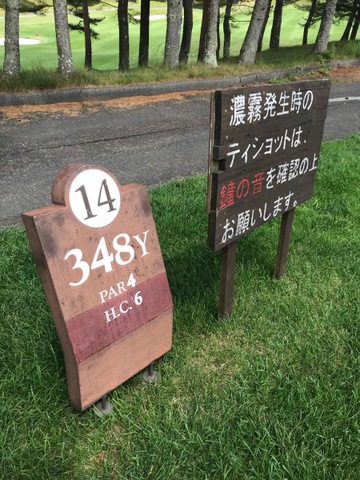 14
348Y
PAR 4
H.C. 6
濃霧発生時の
ティショットは、
鐘の音を確認の上
お願いします。